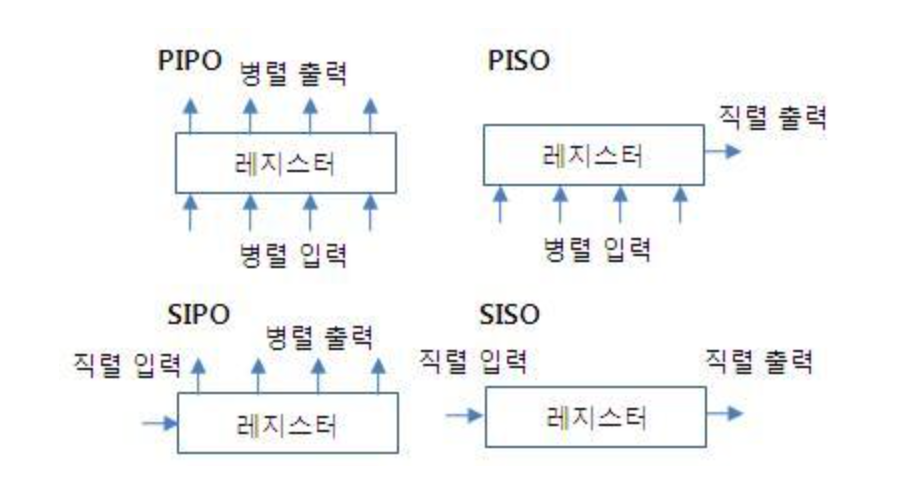 PIPO
병렬 출력
레지스터
병렬 입력
PISO
직렬 출력
레지스터
병렬 입력
SIPO
병렬 출력
직렬 입력
레지스터
SISO
직렬 입력
직렬 출력
레지스터